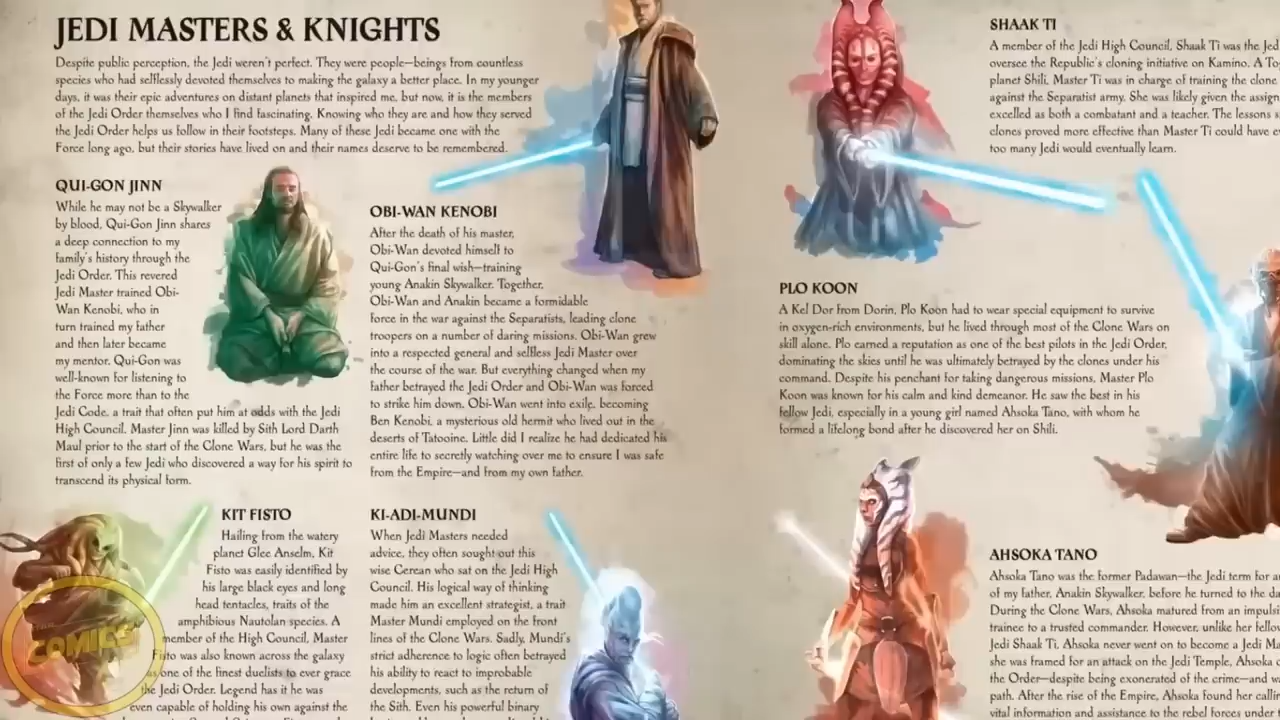 JEDI MASTERS & KNIGHTS
Despite public perception, the Jedi weren't perfect. They were people—beings from countless
species who had selflessly devoted themselves to making the galaxy a better place. In my younger
days, it was their epic adventures on distant planets that inspired me, but now, it is the members
of the Jedi Order themselves who I find fascinating. Knowing who they are and how they served
the Jedi Order helps us follow in their footsteps. Many of these Jedi became one with the
Force long ago, but their stories have lived on and their names deserve to be remembered.
QUI-GON JINN
While he may not be a Skywalker
by blood, Qui-Gon Jinn shares
a deep connection to my
family's history through the
Jedi Order. This revered
Jedi Master trained Obi-
Wan Kenobi, who in
turn trained my father
and then later became
my mentor. Qui-Gon was
well-known for listening to
the Force more than to the
Jedi Code, a trait that often put him at odds with the Jedi
High Council. Master Jinn was killed by Sith Lord Darth
Maul prior to the start of the Clone Wars, but he was the
first of only a few Jedi who discovered a way for his spirit to
transcend its physical form.
OBI-WAN KENOBI
After the death of his master,
Obi-Wan devoted himself to
Qui-Gon's final wish—training
young Anakin Skywalker. Together,
Obi-Wan and Anakin became a formidable
force in the war against the Separatists, leading clone
troopers on a number of daring missions. Obi-Wan grew
into a respected general and selfless Jedi Master over
the course of the war. But everything changed when my
father betrayed the Jedi Order and Obi-Wan was forced
to strike him down. Obi-Wan went into exile, becoming
Ben Kenobi, a mysterious old hermit who lived out in the
deserts of Tatooine. Little did I realize he had dedicated his
entire life to secretly watching over me to ensure I was safe
from the Empire—and from my own father.
KIT FISTO
Hailing from the watery
planet Glee Anselm, Kit
Fisto was easily identified by
his large black eyes and long
head tentacles, traits of the
amphibious Nautolan species. A
member of the High Council, Master
Fisto was also known across the galaxy
as one of the finest duelists to ever grace
the Jedi Order. Legend has it he was
even capable of holding his own against the
KI-ADI-MUNDI
When Jedi Masters needed
advice, they often sought out this
wise Cerean who sat on the Jedi High
Council. His logical way of thinking
made him an excellent strategist, a trait
Master Mundi employed on the front
lines of the Clone Wars. Sadly, Mundi's
strict adherence to logic often betrayed
his ability to react to improbable
developments, such as the return of
the Sith. Even his powerful binary
SHAAK TI
A member of the Jedi High Council, Shaak Ti was the Jed
oversee the Republic's cloning initiative on Kamino. A To
planet Shili, Master Ti was in charge of training the clone
against the Separatist army. She was likely given the assign
excelled as both a combatant and a teacher. The lessons s
clones proved more effective than Master Ti could have
too many Jedi would eventually learn.
PLO KOON
A Kel Dor from Dorin, Plo Koon had to wear special equipment to survive
in oxygen-rich environments, but he lived through most of the Clone Wars on
skill alone. Plo earned a reputation as one of the best pilots in the Jedi Order,
dominating the skies until he was ultimately betrayed by the clones under his
command. Despite his penchant for taking dangerous missions, Master Plo
Koon was known for his calm and kind demeanor. He saw the best in his
fellow Jedi, especially in a young girl named Ahsoka Tano, with whom he
formed a lifelong bond after he discovered her on Shili.
AHSOKA TANO
Ahsoka Tano was the former Padawan—the Jedi term for a
of my father, Anakin Skywalker, before he turned to the da
During the Clone Wars, Ahsoka matured from an impulsi
trainee to a trusted commander. However, unlike her fellow
Jedi Shaak Ti, Ahsoka never went on to become a Jedi Ma
she was framed for an attack on the Jedi Temple, Ahsoka
the Order—despite being exonerated of the crime—and w
path. After the rise of the Empire, Ahsoka found her callin
vital information and assistance to the rebel forces under
COMICS